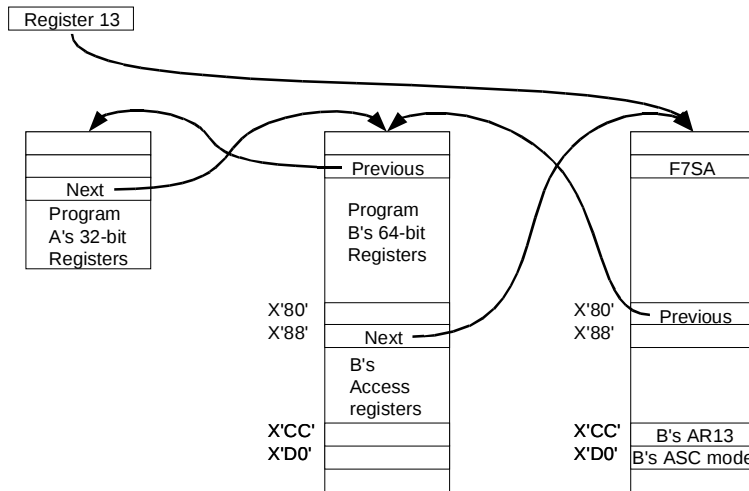 Register 13
Previous
F7SA
Next
Program
A's 32-bit
Registers
Program
B's 64-bit
Registers
X'80'
X'80'
Previous
X'88'
Next
X'88'
B's
Access
registers
X'CC'
X'CC'
B's AR13
X'D0'
X'D0'
B's ASC mode